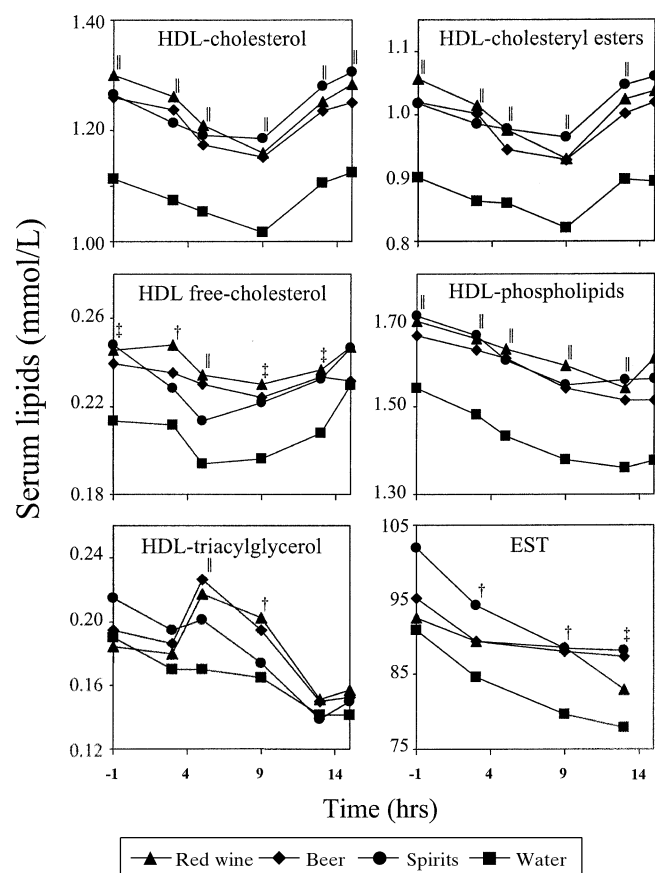 HDL-cholesterol
1.40
1.20
1.00
|| || || || || ||
HDL-cholesteryl esters
1.1
1.0
0.9
0.8
|| || || || || ||
HDL free-cholesterol
0.26
0.22
0.18
‡ † || ‡ ‡
HDL-phospholipids
1.70
1.50
1.30
|| || || || ||
HDL-triacylglycerol
0.24
0.20
0.16
0.12
|| †
-1 4 9 14
EST
105
95
85
75
† † ‡
-1 4 9 14
Serum lipids (mmol/L)
Time (hrs)
Red wine Beer Spirits Water